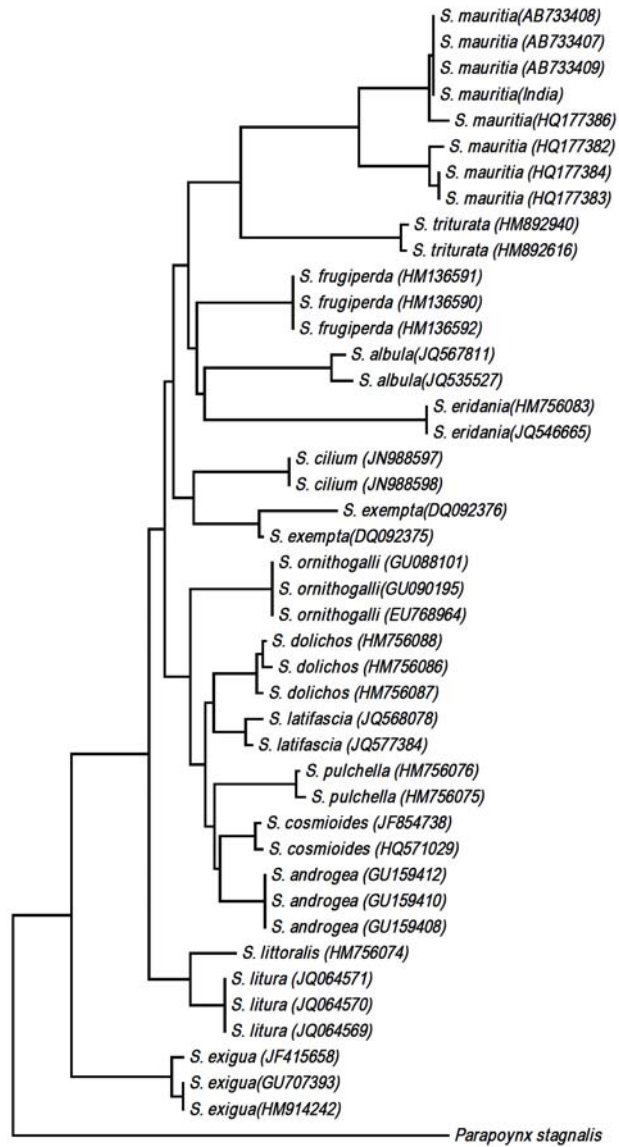 S. mauritia(AB733408)
S. mauritia (AB733407)
S. mauritia (AB733409)
S. mauritia(India)
S. mauritia(HQ177386)
S. mauritia (HQ177382)
S. mauritia (HQ177384)
S. mauritia (HQ177383)
S. triturata (HM892940)
S. triturata (HM892616)
S. frugiperda (HM136591)
S. frugiperda (HM136590)
S. frugiperda (HM136592)
S. albula(JQ567811)
S. albula(JQ535527)
S. eridania(HM756083)
S. eridania(JQ546665)
S. cilium (JN988597)
S. cilium (JN988598)
S. exempta(DQ092376)
S. exempta(DQ092375)
S. ornithogalli (GU088101)
S. ornithogalli(GU090195)
S. ornithogalli (EU768964)
S. dolichos (HM756088)
S. dolichos (HM756086)
S. dolichos (HM756087)
S. latifascia (JQ568078)
S. latifascia (JQ577384)
S. pulchella (HM756076)
S. pulchella (HM756075)
S. cosmioides (JF854738)
S. cosmioides (HQ571029)
S. androgea (GU159412)
S. androgea (GU159410)
S. androgea (GU159408)
S. littoralis (HM756074)
S. litura (JQ064571)
S. litura (JQ064570)
S. litura (JQ064569)
S. exigua (JF415658)
S. exigua(GU707393)
S. exigua(HM914242)
Parapoynx stagnalis